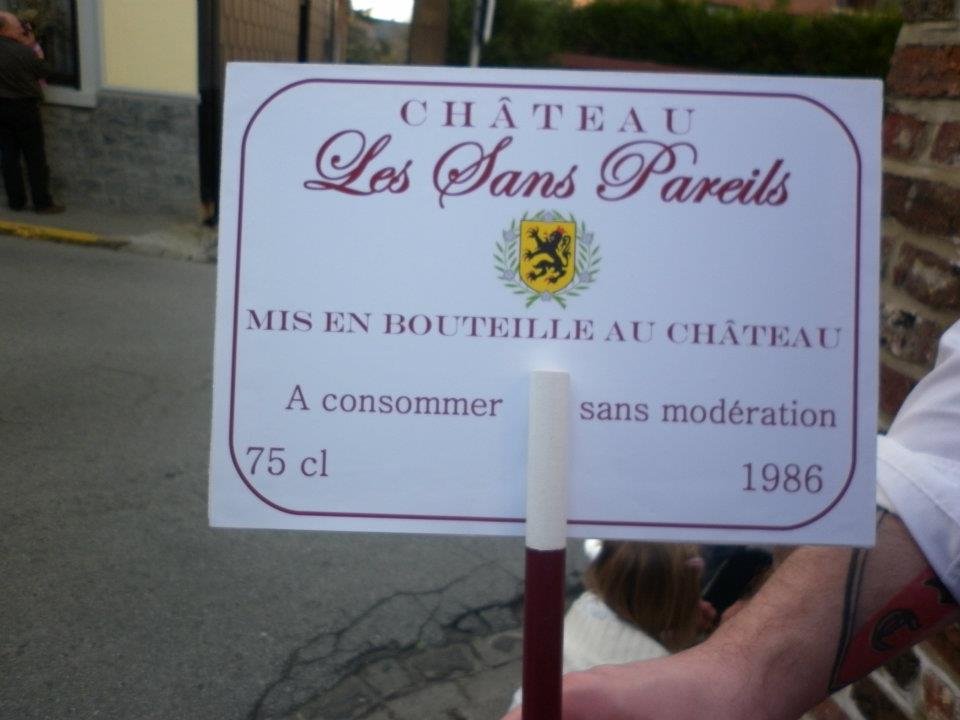 CHÂTEAU
Les Sans Pareils
MIS EN BOUTEILLE AU CHÂTEAU
A consommer sans modération
75 cl 1986